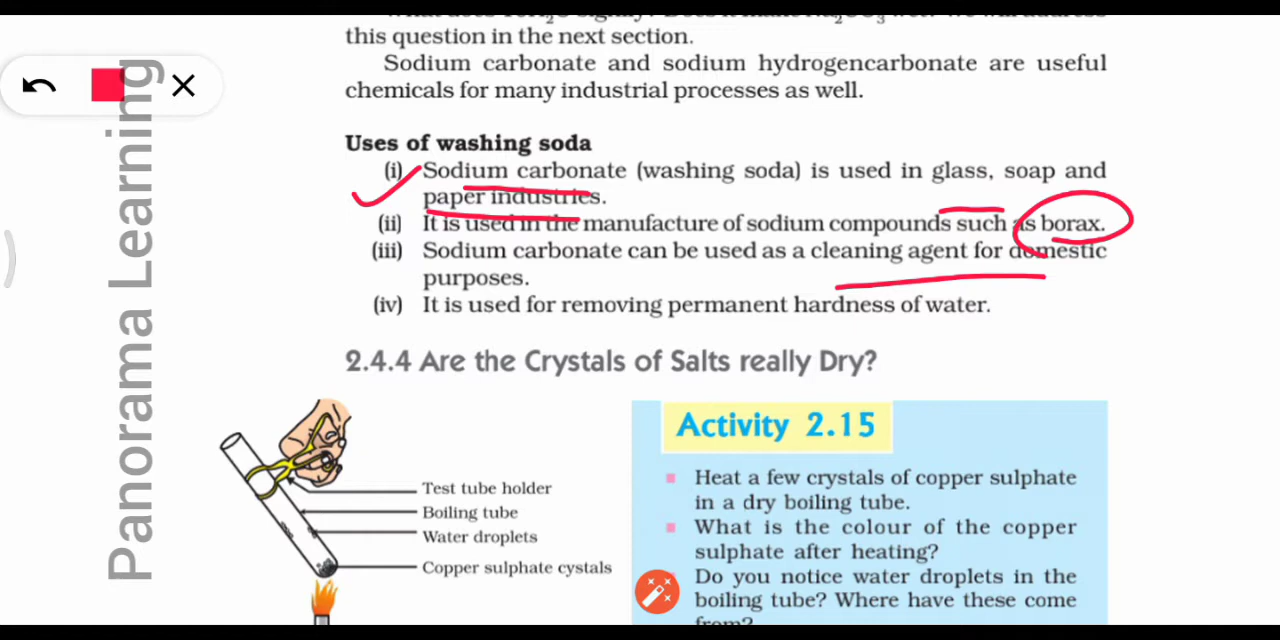 this question in the next section.
Sodium carbonate and sodium hydrogencarbonate are useful
chemicals for many industrial processes as well.
Uses of washing soda
(i) Sodium carbonate (washing soda) is used in glass, soap and
paper industries.
(ii) It is used in the manufacture of sodium compounds such as borax.
(iii) Sodium carbonate can be used as a cleaning agent for domestic
purposes.
(iv) It is used for removing permanent hardness of water.
2.4.4 Are the Crystals of Salts really Dry?
Test tube holder
Boiling tube
Water droplets
Copper sulphate cystals
Activity 2.15
Heat a few crystals of copper sulphate
in a dry boiling tube.
What is the colour of the copper
sulphate after heating?
Do you notice water droplets in the
boiling tube? Where have these come
from?
Panorama Learning